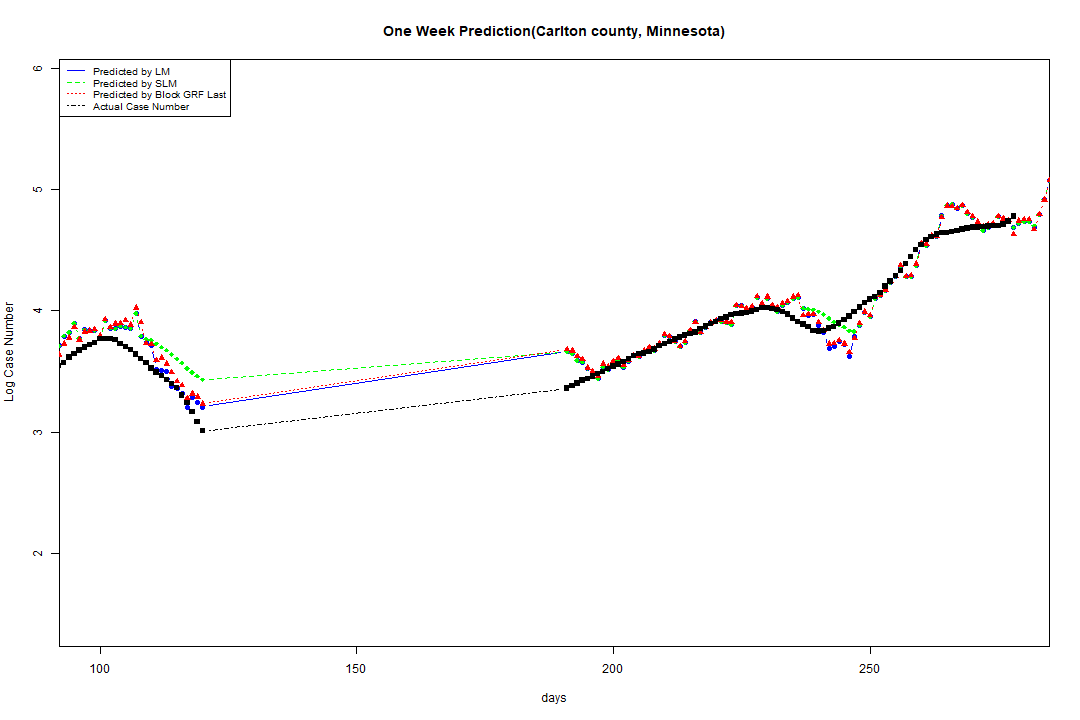 One Week Prediction(Carlton county, Minnesota)
Predicted by LM
Predicted by SLM
Predicted by Block GRF Last
Actual Case Number
6
5
4
3
2
Log Case Number
100
150
200
250
days